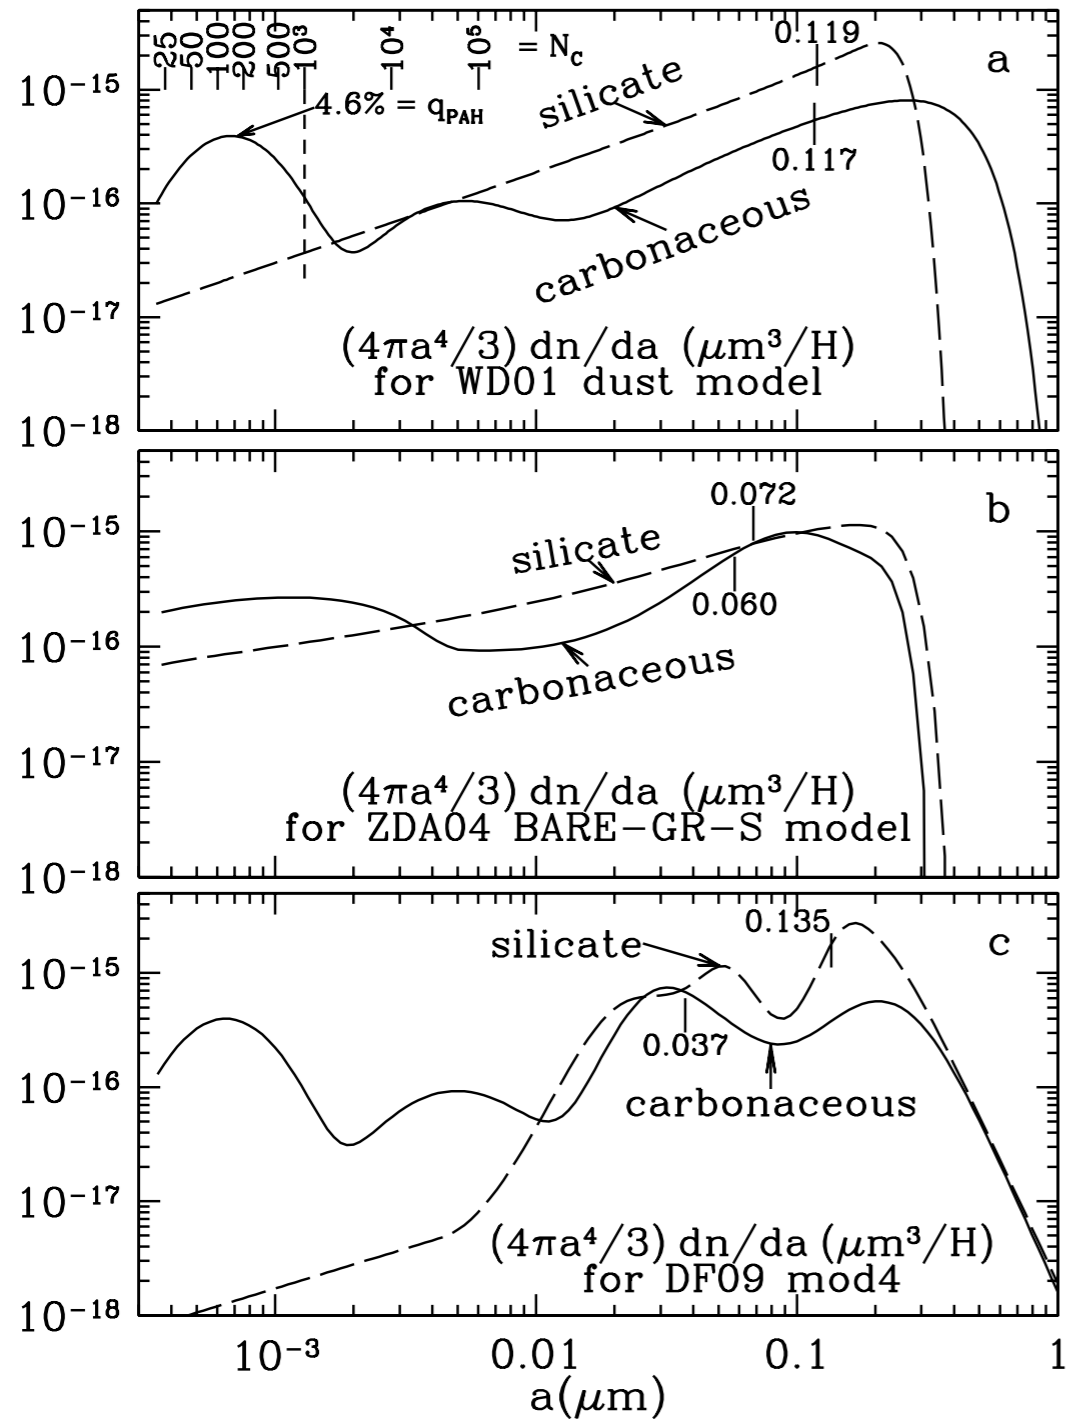 25 50 100 200 500 10³ 10⁴ 10⁵ = N_C
0.119
a
10⁻¹⁵
4.6% = q_PAH
silicate
0.117
10⁻¹⁶
carbonaceous
10⁻¹⁷
(4πa⁴/3) dn/da (μm³/H)
for WD01 dust model
10⁻¹⁸
0.072
b
10⁻¹⁵
silicate
0.060
10⁻¹⁶
carbonaceous
10⁻¹⁷
(4πa⁴/3) dn/da (μm³/H)
for ZDA04 BARE-GR-S model
10⁻¹⁸
0.135
silicate
c
10⁻¹⁵
0.037
10⁻¹⁶
carbonaceous
10⁻¹⁷
(4πa⁴/3) dn/da (μm³/H)
for DF09 mod4
10⁻¹⁸
10⁻³ 0.01 0.1 1
a(μm)